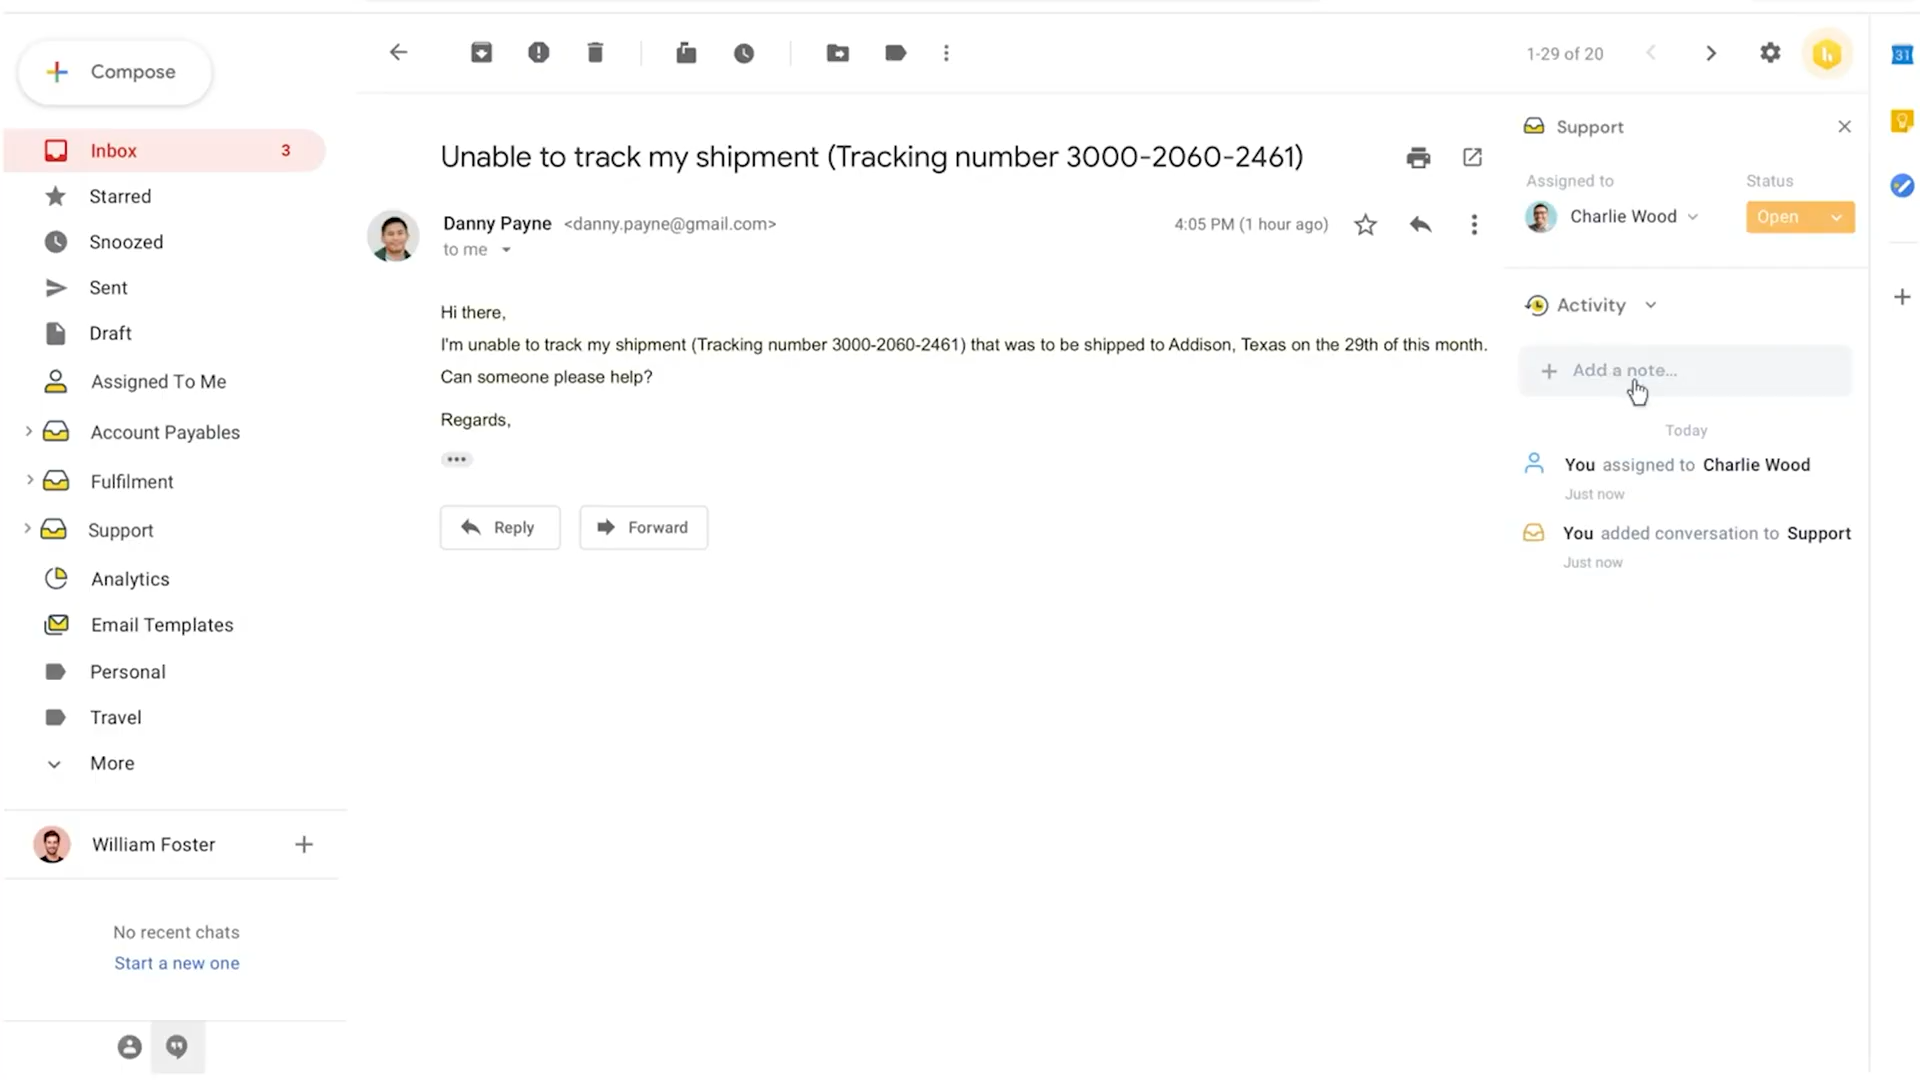 Compose
Inbox 3
Starred
Snoozed
Sent
Draft
Assigned To Me
Account Payables
Fulfilment
Support
Analytics
Email Templates
Personal
Travel
More
William Foster
No recent chats
Start a new one
1-29 of 20
Unable to track my shipment (Tracking number 3000-2060-2461)
Danny Payne <danny.payne@gmail.com>
4:05 PM (1 hour ago)
to me
Hi there,
I'm unable to track my shipment (Tracking number 3000-2060-2461) that was to be shipped to Addison, Texas on the 29th of this month.
Can someone please help?
Regards,
Reply
Forward
Support
Assigned to Status
Charlie Wood Open
Activity
Add a note...
Today
You assigned to Charlie Wood
Just now
You added conversation to Support
Just now
h
31